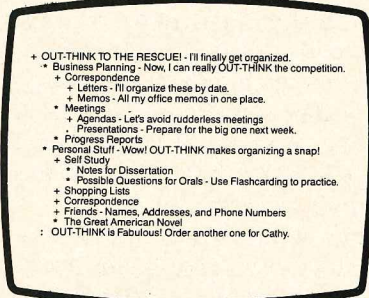 + OUT-THINK TO THE RESCUE! - I'll finally get organized.
* Business Planning - Now, I can really OUT-THINK the competition.
+ Correspondence
+ Letters - I'll organize these by date.
+ Memos - All my office memos in one place.
* Meetings
+ Agendas - Let's avoid rudderless meetings
. Presentations - Prepare for the big one next week.
* Progress Reports
* Personal Stuff - Wow! OUT-THINK makes organizing a snap!
+ Self Study
* Notes for Dissertation
* Possible Questions for Orals - Use Flashcarding to practice.
+ Shopping Lists
+ Correspondence
+ Friends - Names, Addresses, and Phone Numbers
* The Great American Novel
: OUT-THINK is Fabulous! Order another one for Cathy.